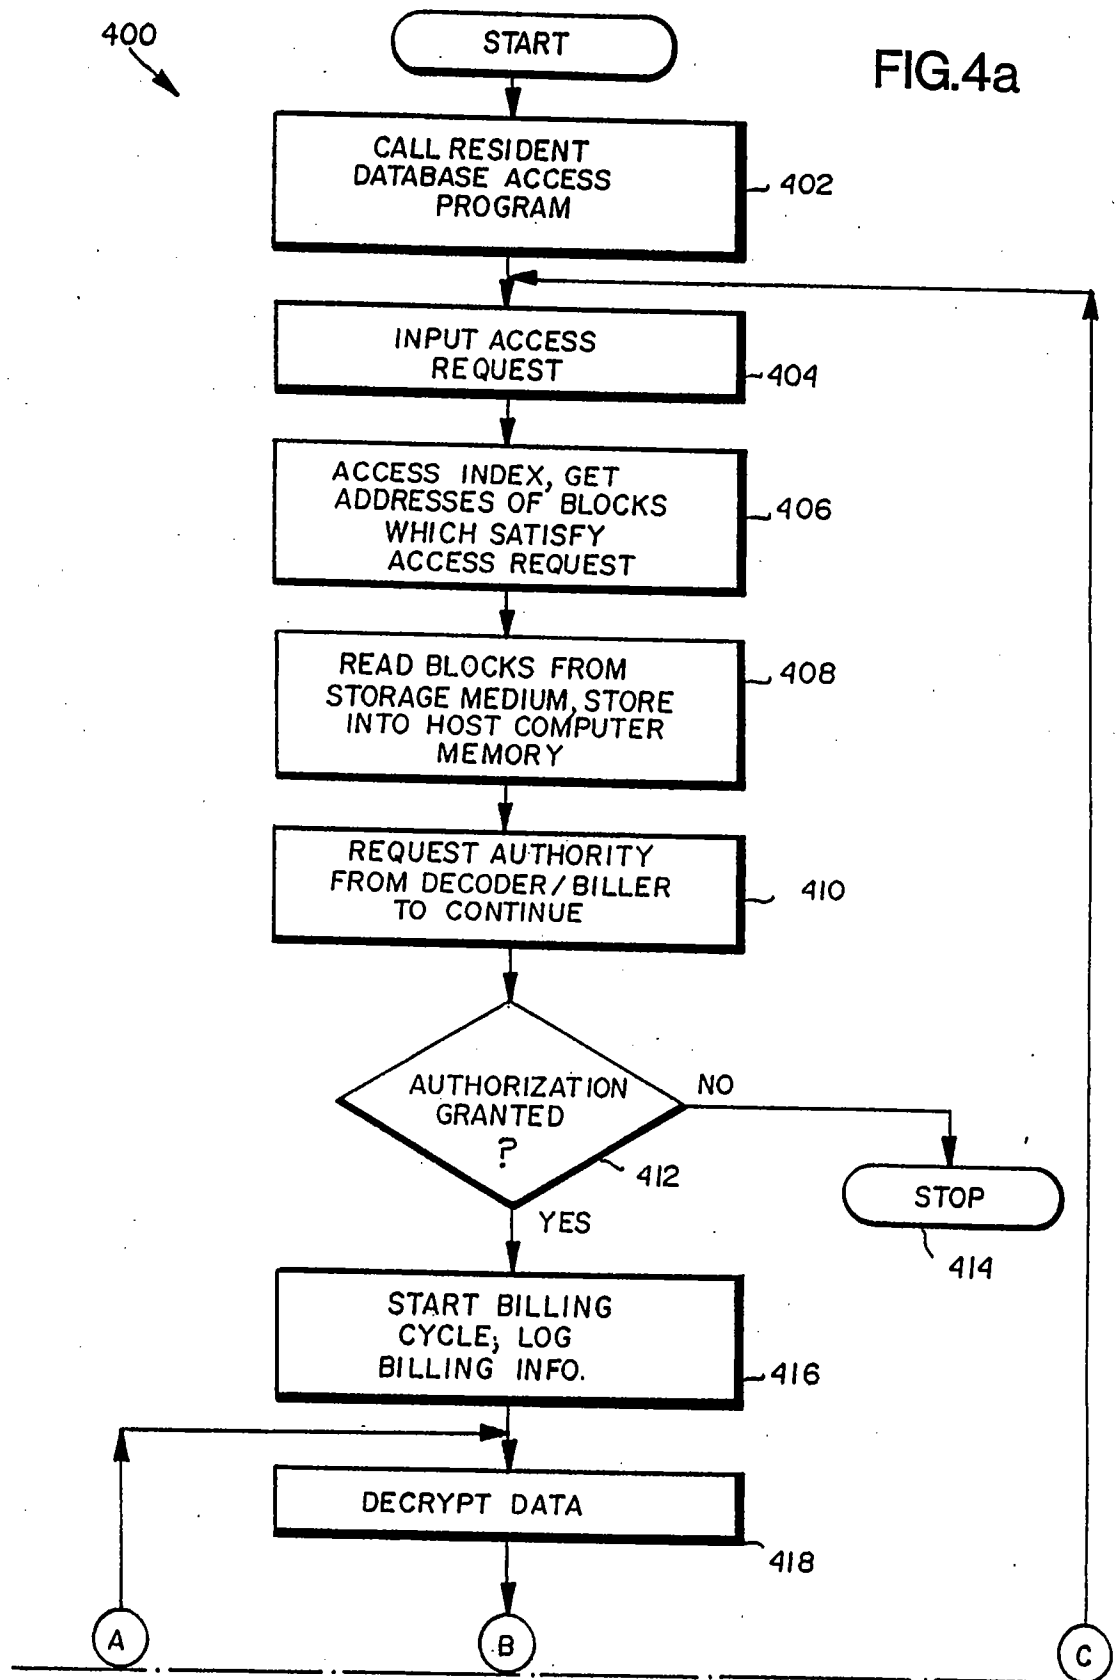 400
START
FIG.4a
CALL RESIDENT
DATABASE ACCESS
PROGRAM
402
INPUT ACCESS
REQUEST
404
ACCESS INDEX, GET
ADDRESSES OF BLOCKS
WHICH SATISFY
ACCESS REQUEST
406
READ BLOCKS FROM
STORAGE MEDIUM, STORE
INTO HOST COMPUTER
MEMORY
408
REQUEST AUTHORITY
FROM DECODER/BILLER
TO CONTINUE
410
AUTHORIZATION
GRANTED
?
412
NO
STOP
414
YES
START BILLING
CYCLE; LOG
BILLING INFO.
416
DECRYPT DATA
418
A
B
C